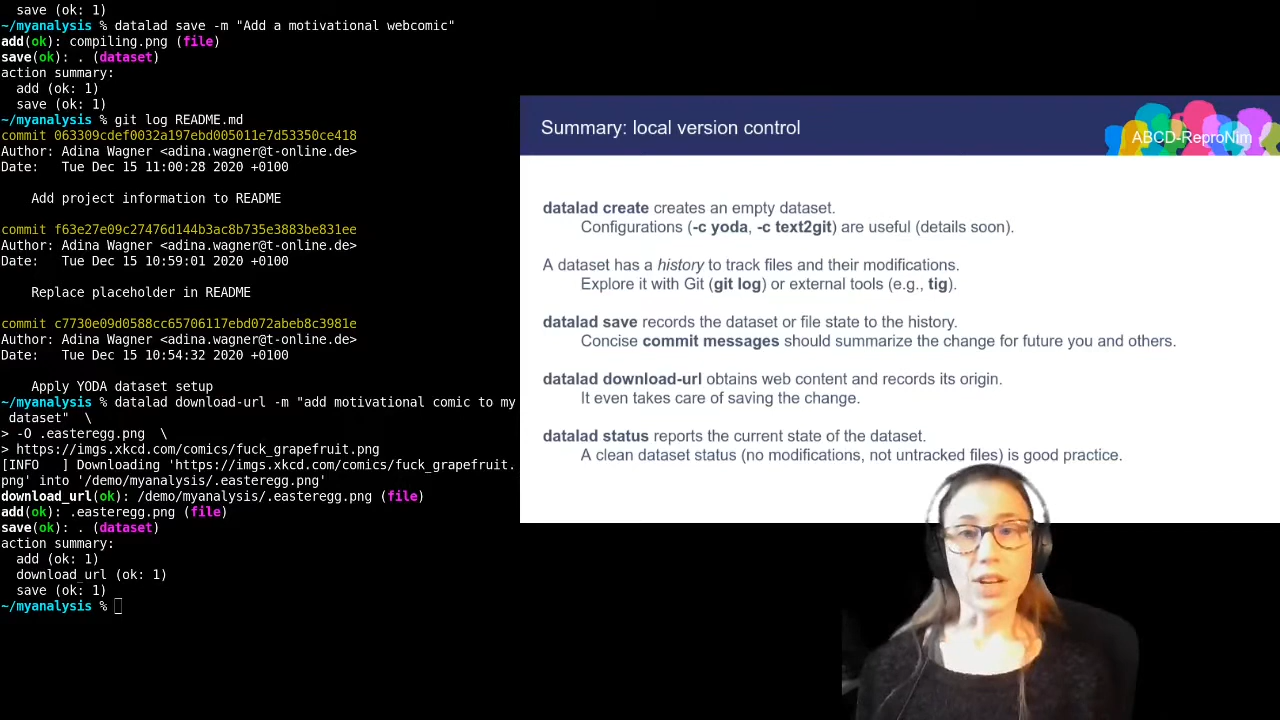 save (ok: 1)
~/myanalysis % datalad save -m "Add a motivational webcomic"
add(ok): compiling.png (file)
save(ok): . (dataset)
action summary:
add (ok: 1)
save (ok: 1)
~/myanalysis % git log README.md
commit 063309cdef0032a197ebd005011e7d53350ce418
Author: Adina Wagner <adina.wagner@t-online.de>
Date:   Tue Dec 15 11:00:28 2020 +0100
Add project information to README
commit f63e27e09c27476d144b3ac8b735e3883be831ee
Author: Adina Wagner <adina.wagner@t-online.de>
Date:   Tue Dec 15 10:59:01 2020 +0100
Replace placeholder in README
commit c7730e09d0588cc65706117ebd072abeb8c3981e
Author: Adina Wagner <adina.wagner@t-online.de>
Date:   Tue Dec 15 10:54:32 2020 +0100
Apply YODA dataset setup
~/myanalysis % datalad download-url -m "add motivational comic to my
dataset"  \
> -O .easteregg.png  \
> https://imgs.xkcd.com/comics/fuck_grapefruit.png
[INFO   ] Downloading 'https://imgs.xkcd.com/comics/fuck_grapefruit.
png' into '/demo/myanalysis/.easteregg.png'
download_url(ok): /demo/myanalysis/.easteregg.png (file)
add(ok): .easteregg.png (file)
save(ok): . (dataset)
action summary:
add (ok: 1)
download_url (ok: 1)
save (ok: 1)
~/myanalysis %
Summary: local version control
ABCD-ReproNim
datalad create creates an empty dataset.
Configurations (-c yoda, -c text2git) are useful (details soon).
A dataset has a history to track files and their modifications.
Explore it with Git (git log) or external tools (e.g., tig).
datalad save records the dataset or file state to the history.
Concise commit messages should summarize the change for future you and others.
datalad download-url obtains web content and records its origin.
It even takes care of saving the change.
datalad status reports the current state of the dataset.
A clean dataset status (no modifications, not untracked files) is good practice.